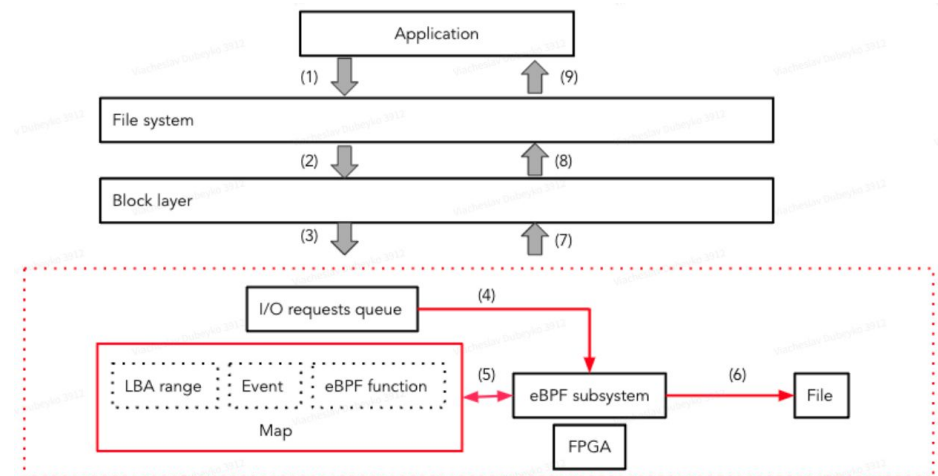 Application
(1)
(9)
File system
(2)
(8)
Block layer
(3)
(7)
I/O requests queue
(4)
LBA range
Event
eBPF function
(5)
eBPF subsystem
(6)
File
Map
FPGA